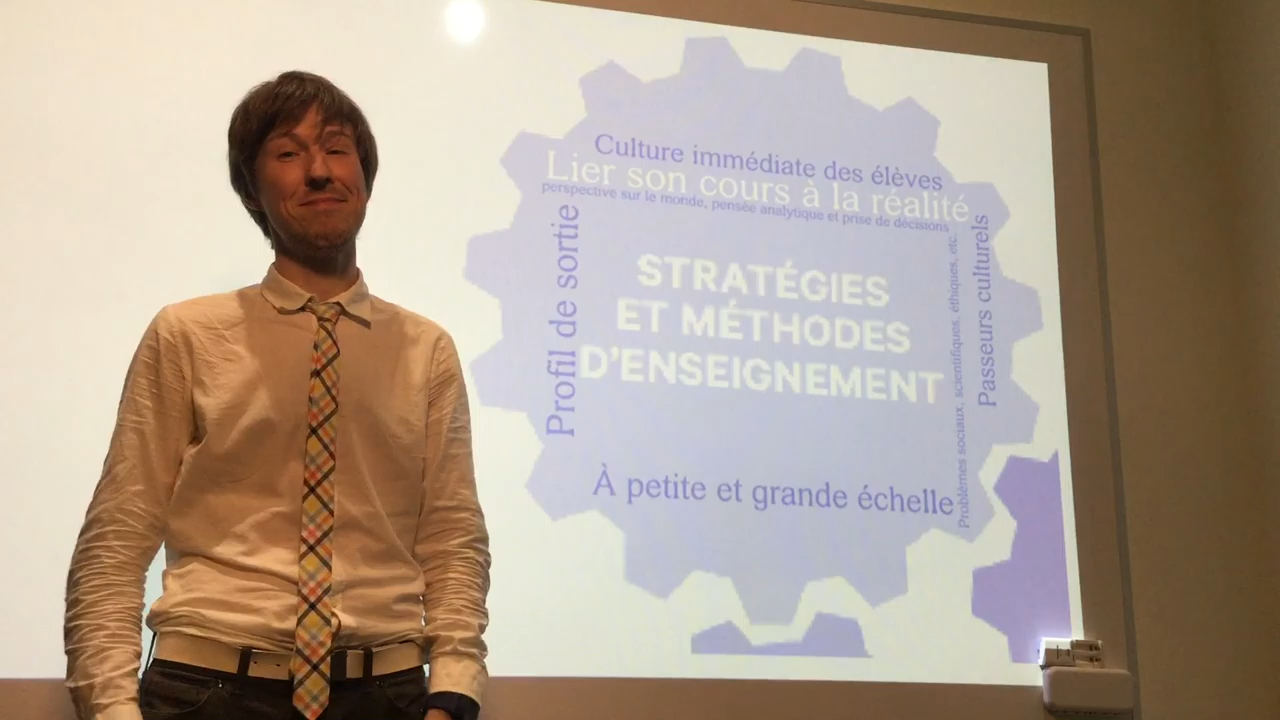 Culture immédiate des élèves
Lier son cours à la réalité
perspective sur le monde, pensée analytique et prise de décisions
Profil de sortie
STRATÉGIES
ET MÉTHODES
D'ENSEIGNEMENT
Problèmes sociaux, scientifiques, éthiques, etc.
Passeurs culturels
À petite et grande échelle